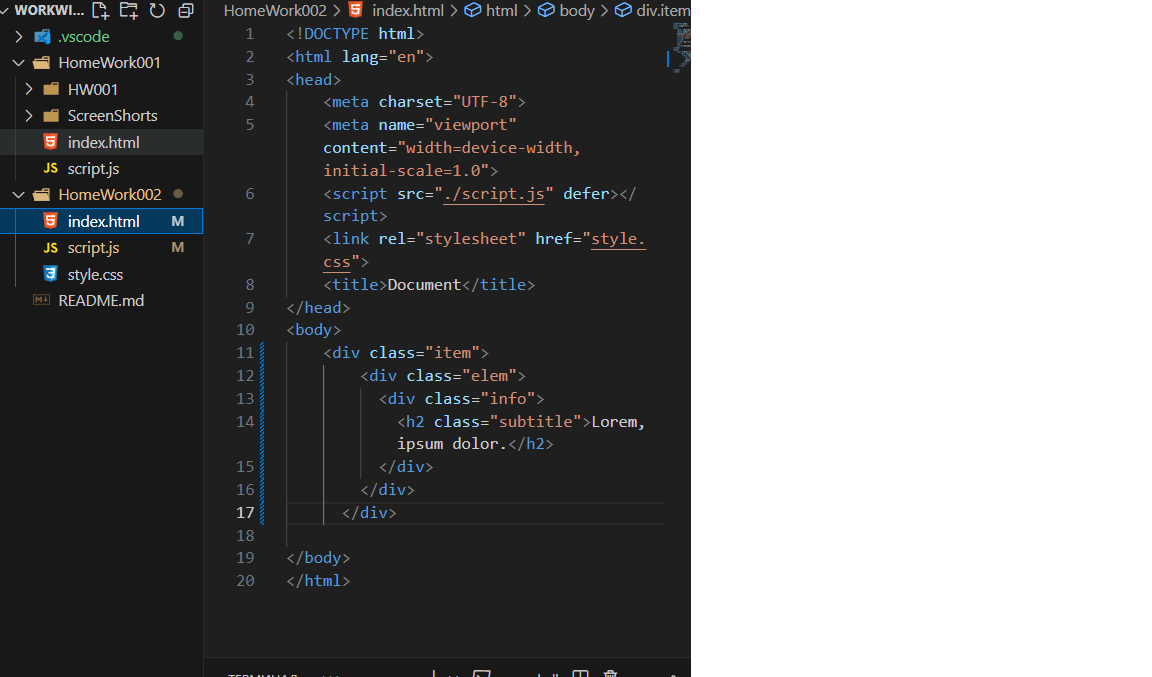 WORKWI...
.vscode
HomeWork001
HW001
ScreenShorts
index.html
JS script.js
HomeWork002
index.html M
JS script.js M
style.css
README.md
HomeWork002 > index.html > html > body > div.item
1 <!DOCTYPE html>
2 <html lang="en">
3 <head>
4 <meta charset="UTF-8">
5 <meta name="viewport"
content="width=device-width,
initial-scale=1.0">
6 <script src="./script.js" defer></
script>
7 <link rel="stylesheet" href="style.
css">
8 <title>Document</title>
9 </head>
10 <body>
11 <div class="item">
12 <div class="elem">
13 <div class="info">
14 <h2 class="subtitle">Lorem,
ipsum dolor.</h2>
15 </div>
16 </div>
17 </div>
18
19 </body>
20 </html>
ТЕРМИНАЛ